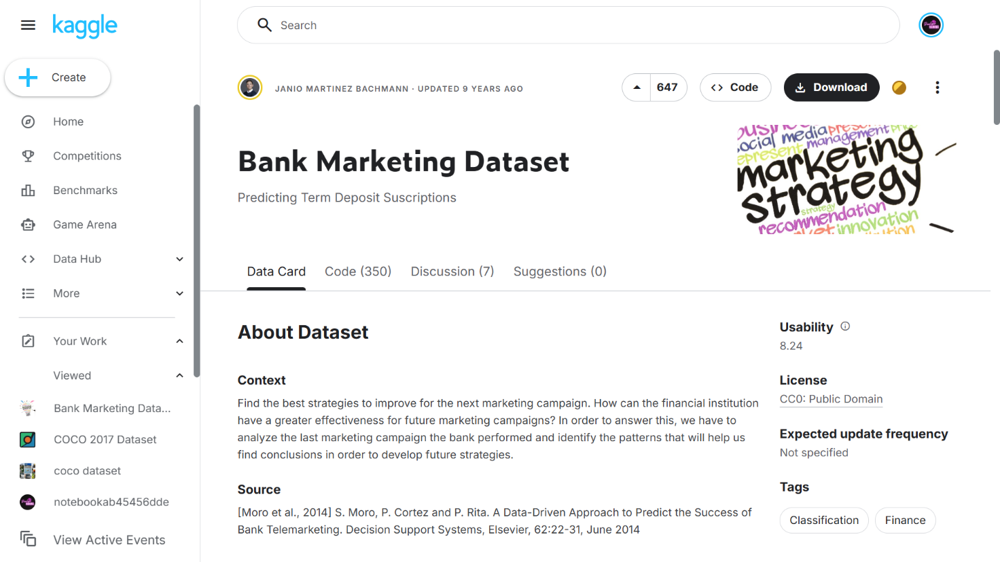 kaggle
Search
Create
Home
Competitions
Benchmarks
Game Arena
Data Hub
More
Your Work
Viewed
Bank Marketing Data...
COCO 2017 Dataset
coco dataset
notebookab45456dde
View Active Events
JANIO MARTINEZ BACHMANN · UPDATED 9 YEARS AGO
647
Code
Download
Bank Marketing Dataset
Predicting Term Deposit Suscriptions
social media
represent management price
marketing
strategy
strategy
recommendation
innovation
Data Card
Code (350)
Discussion (7)
Suggestions (0)
About Dataset
Context
Find the best strategies to improve for the next marketing campaign. How can the financial institution
have a greater effectiveness for future marketing campaigns? In order to answer this, we have to
analyze the last marketing campaign the bank performed and identify the patterns that will help us
find conclusions in order to develop future strategies.
Source
[Moro et al., 2014] S. Moro, P. Cortez and P. Rita. A Data-Driven Approach to Predict the Success of
Bank Telemarketing. Decision Support Systems, Elsevier, 62:22-31, June 2014
Usability
8.24
License
CC0: Public Domain
Expected update frequency
Not specified
Tags
Classification
Finance